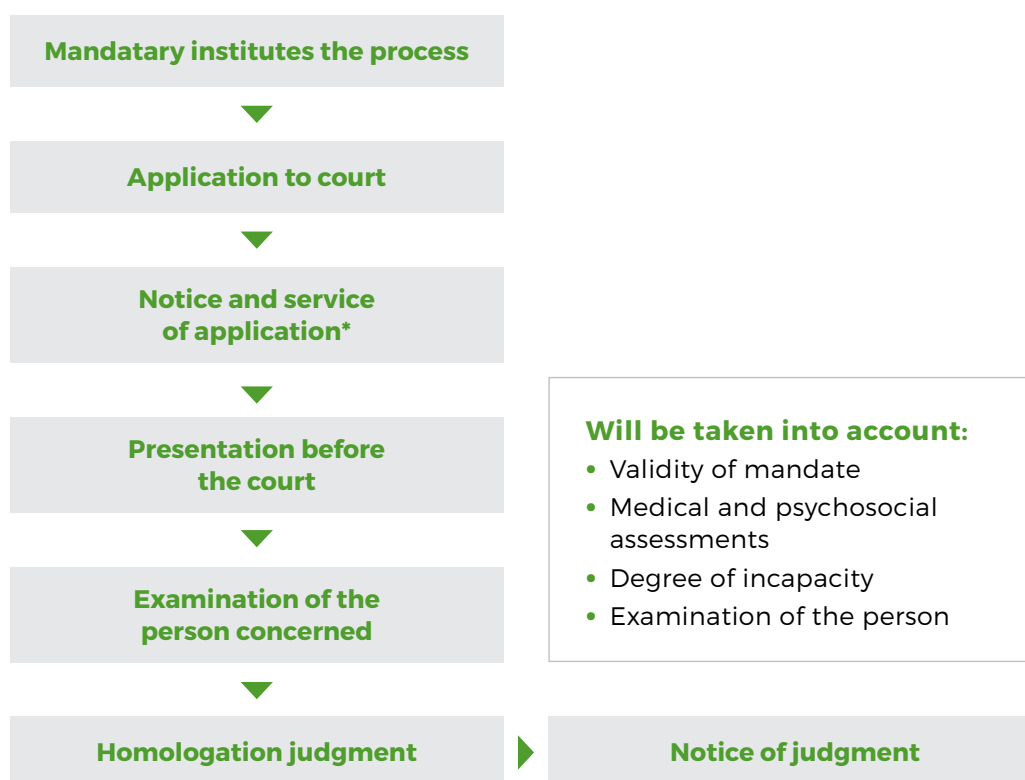 Mandatary institutes the process
Application to court
Notice and service
of application*
Presentation before
the court
Examination of the
person concerned
Will be taken into account:
• Validity of mandate
• Medical and psychosocial
assessments
• Degree of incapacity
• Examination of the person
Homologation judgment
Notice of judgment